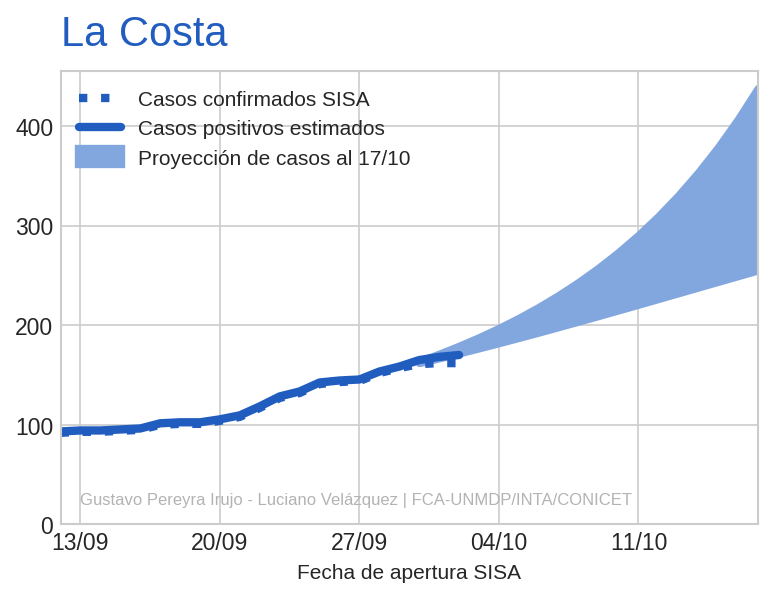 La Costa
Casos confirmados SISA
Casos positivos estimados
Proyección de casos al 17/10
400
300
200
100
0
Gustavo Pereyra Irujo - Luciano Velázquez | FCA-UNMDP/INTA/CONICET
13/09 20/09 27/09 04/10 11/10
Fecha de apertura SISA